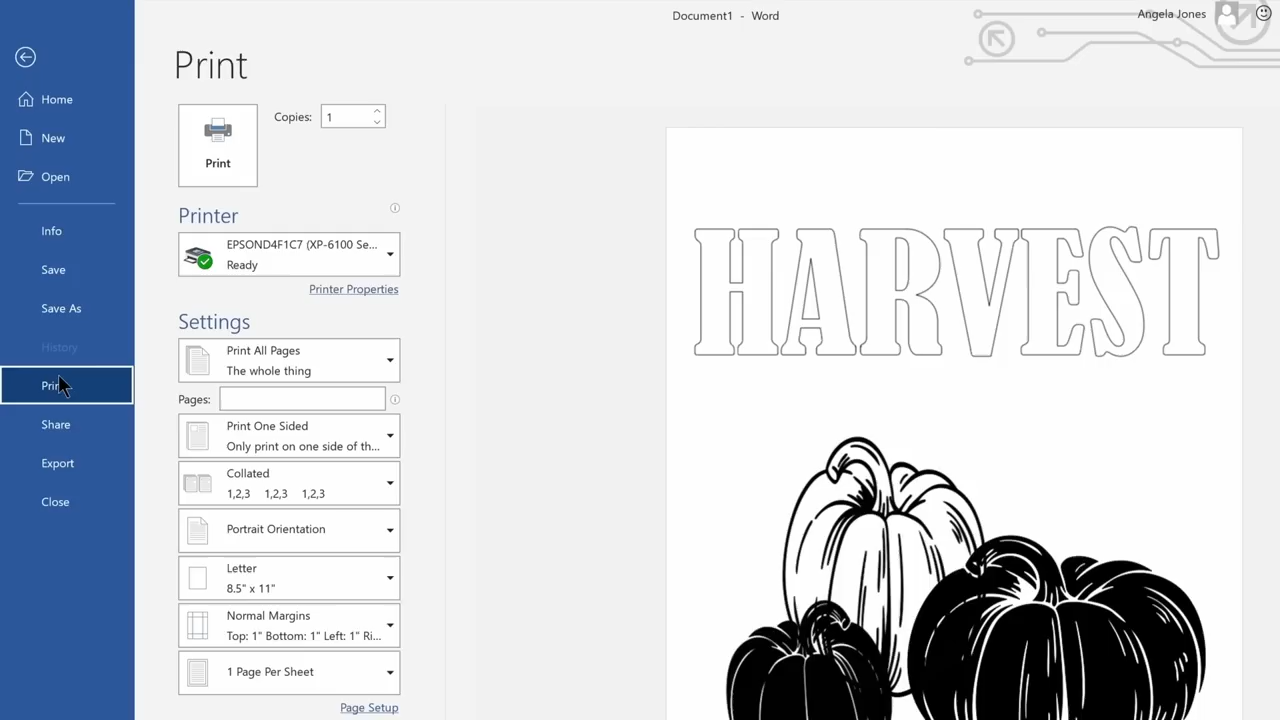 Document1 - Word
Angela Jones
Home
New
Open
Info
Save
Save As
History
Print
Share
Export
Close
Print
Print
Copies: 1
Printer
EPSOND4F1C7 (XP-6100 Se...
Ready
Printer Properties
Settings
Print All Pages
The whole thing
Pages:
Print One Sided
Only print on one side of th...
Collated
1,2,3 1,2,3 1,2,3
Portrait Orientation
Letter
8.5" x 11"
Normal Margins
Top: 1" Bottom: 1" Left: 1" Ri...
1 Page Per Sheet
Page Setup
HARVEST